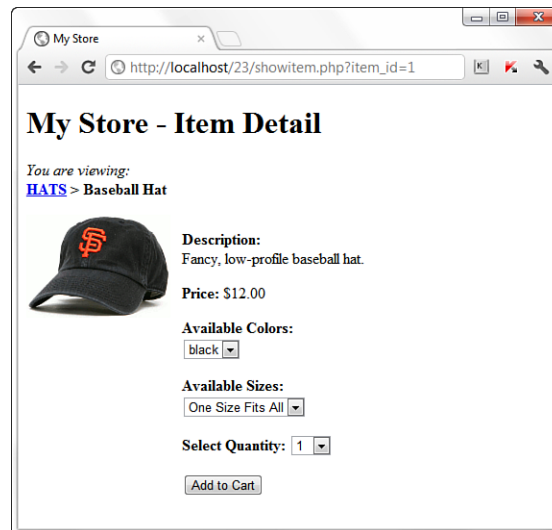 My Store
http://localhost/23/showitem.php?item_id=1
My Store - Item Detail
You are viewing:
HATS > Baseball Hat
SF
Description:
Fancy, low-profile baseball hat.
Price: $12.00
Available Colors:
black
Available Sizes:
One Size Fits All
Select Quantity: 1
Add to Cart